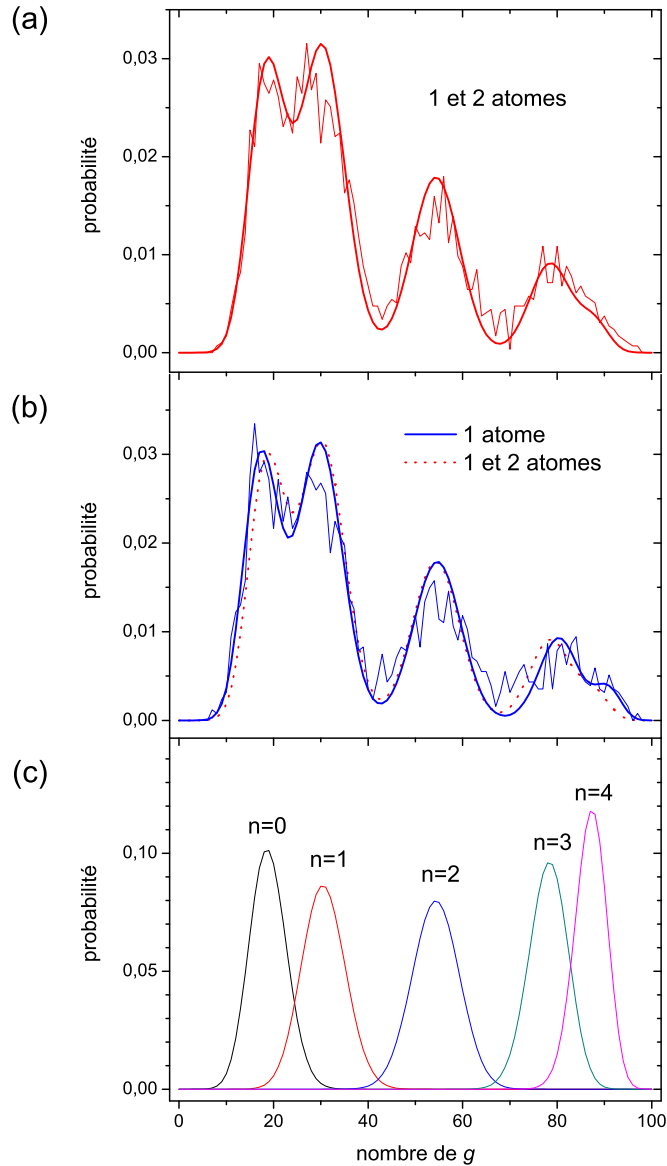 (a)
0.03
0.02
0.01
0.00
probabilité
1 et 2 atomes
(b)
0,03
0,02
0,01
0,00
probabilité
1 atome
1 et 2 atomes
(c)
0,10
0,05
0,00
probabilité
n=0
n=1
n=2
n=3
n=4
0 20 40 60 80 100
nombre de g